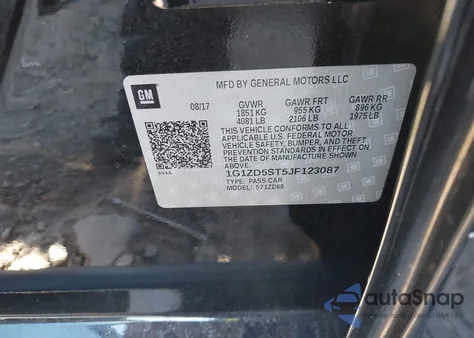 MFD BY GENERAL MOTORS LLC
GM
08/17 GVWR GAWR FRT GAWR RR
1851 KG 955 KG 896 KG
4081 LB 2106 LB 1975 LB
THIS VEHICLE CONFORMS TO ALL
APPLICABLE U.S. FEDERAL MOTOR
VEHICLE SAFETY, BUMPER, AND THEFT
PREVENTION STANDARDS IN EFFECT ON
THE DATE OF MANUFACTURE SHOWN ABOVE.
1G1ZD5ST5JF123087
TYPE: PASS CAR
MODEL: 571ZD69
autoSnap